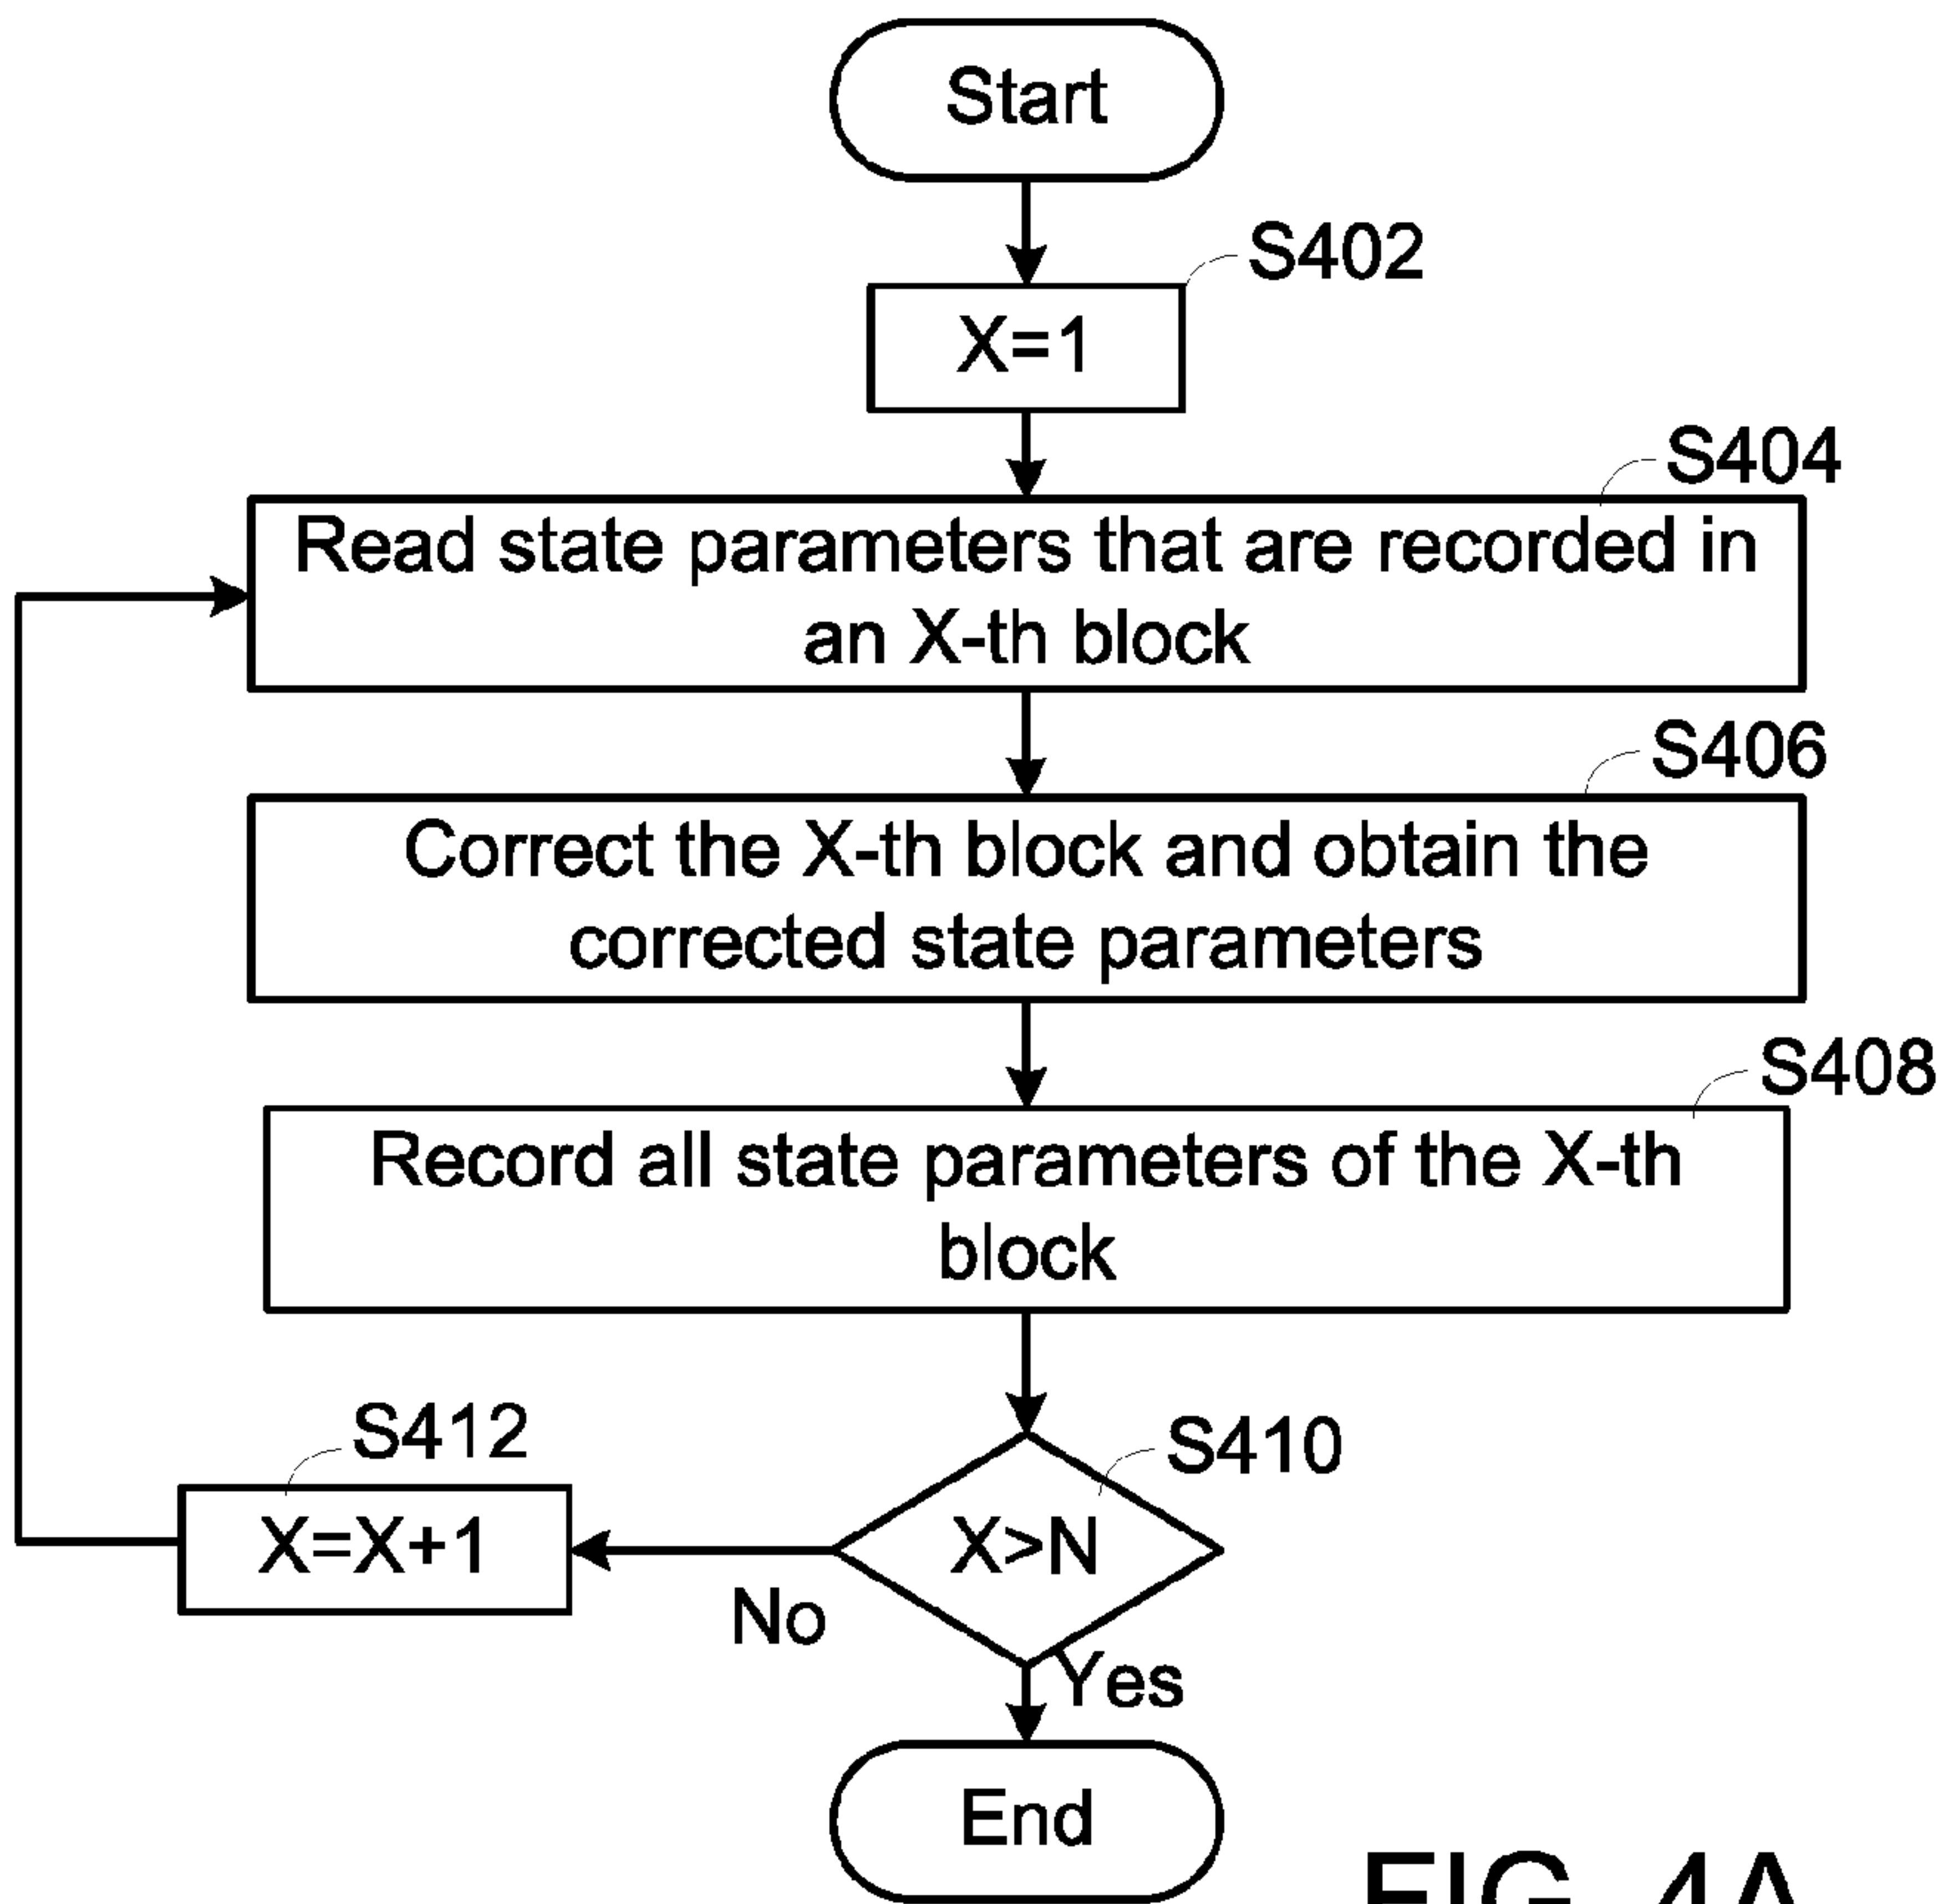 Start
S402
X=1
S404
Read state parameters that are recorded in
an X-th block
S406
Correct the X-th block and obtain the
corrected state parameters
S408
Record all state parameters of the X-th
block
S412
S410
X=X+1
X>N
No
Yes
End
FIG. 4A